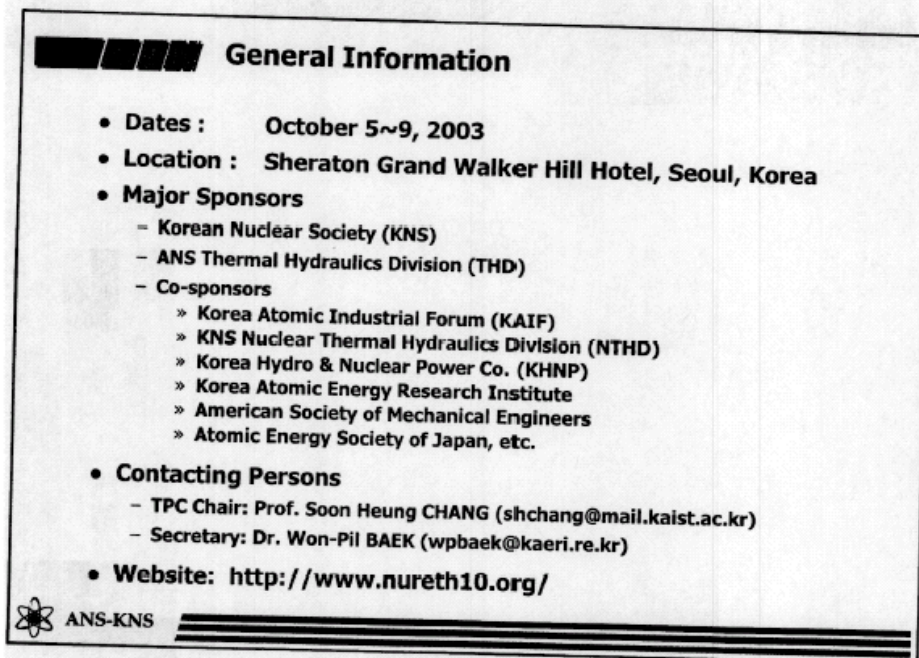 General Information
• Dates : October 5~9, 2003
• Location : Sheraton Grand Walker Hill Hotel, Seoul, Korea
• Major Sponsors
– Korean Nuclear Society (KNS)
– ANS Thermal Hydraulics Division (THD)
– Co-sponsors
» Korea Atomic Industrial Forum (KAIF)
» KNS Nuclear Thermal Hydraulics Division (NTHD)
» Korea Hydro & Nuclear Power Co. (KHNP)
» Korea Atomic Energy Research Institute
» American Society of Mechanical Engineers
» Atomic Energy Society of Japan, etc.
• Contacting Persons
– TPC Chair: Prof. Soon Heung CHANG (shchang@mail.kaist.ac.kr)
– Secretary: Dr. Won-Pil BAEK (wpbaek@kaeri.re.kr)
• Website: http://www.nureth10.org/
ANS-KNS